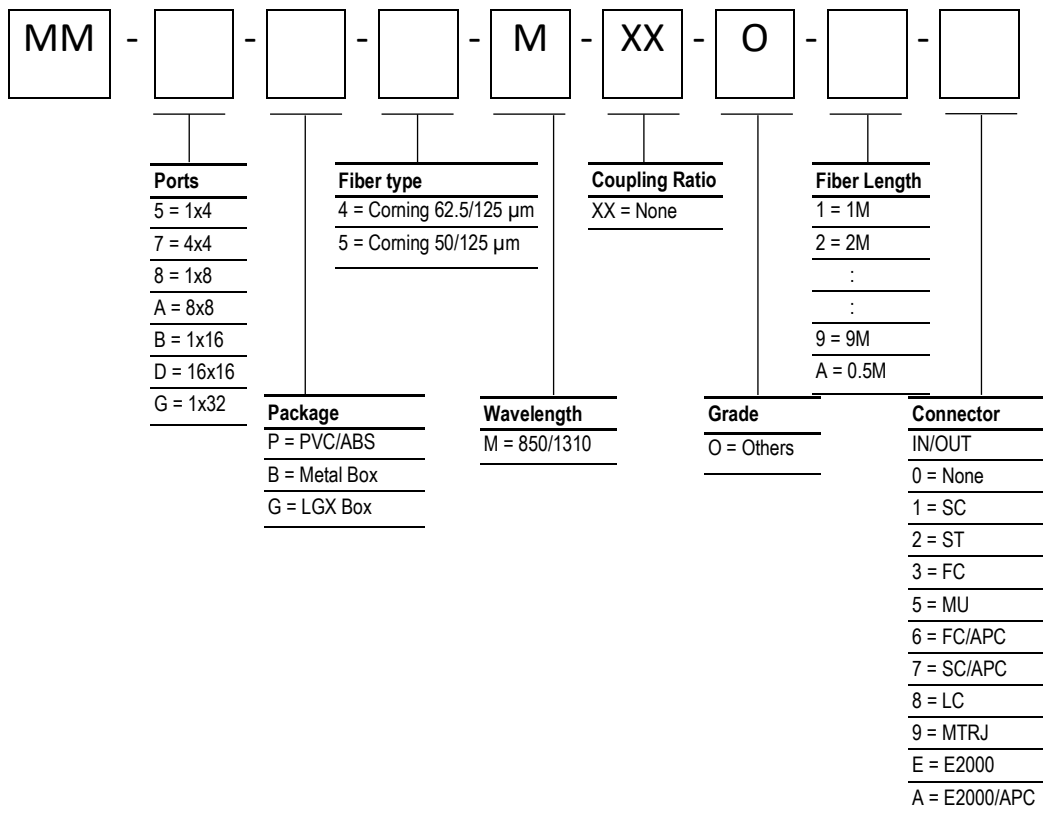 MM - - - - M - XX - O - -
Ports
5 = 1x4
7 = 4x4
8 = 1x8
A = 8x8
B = 1x16
D = 16x16
G = 1x32
Package
P = PVC/ABS
B = Metal Box
G = LGX Box
Fiber type
4 = Corning 62.5/125 µm
5 = Corning 50/125 µm
Wavelength
M = 850/1310
Coupling Ratio
XX = None
Grade
O = Others
Fiber Length
1 = 1M
2 = 2M
:
:
9 = 9M
A = 0.5M
Connector
IN/OUT
0 = None
1 = SC
2 = ST
3 = FC
5 = MU
6 = FC/APC
7 = SC/APC
8 = LC
9 = MTRJ
E = E2000
A = E2000/APC